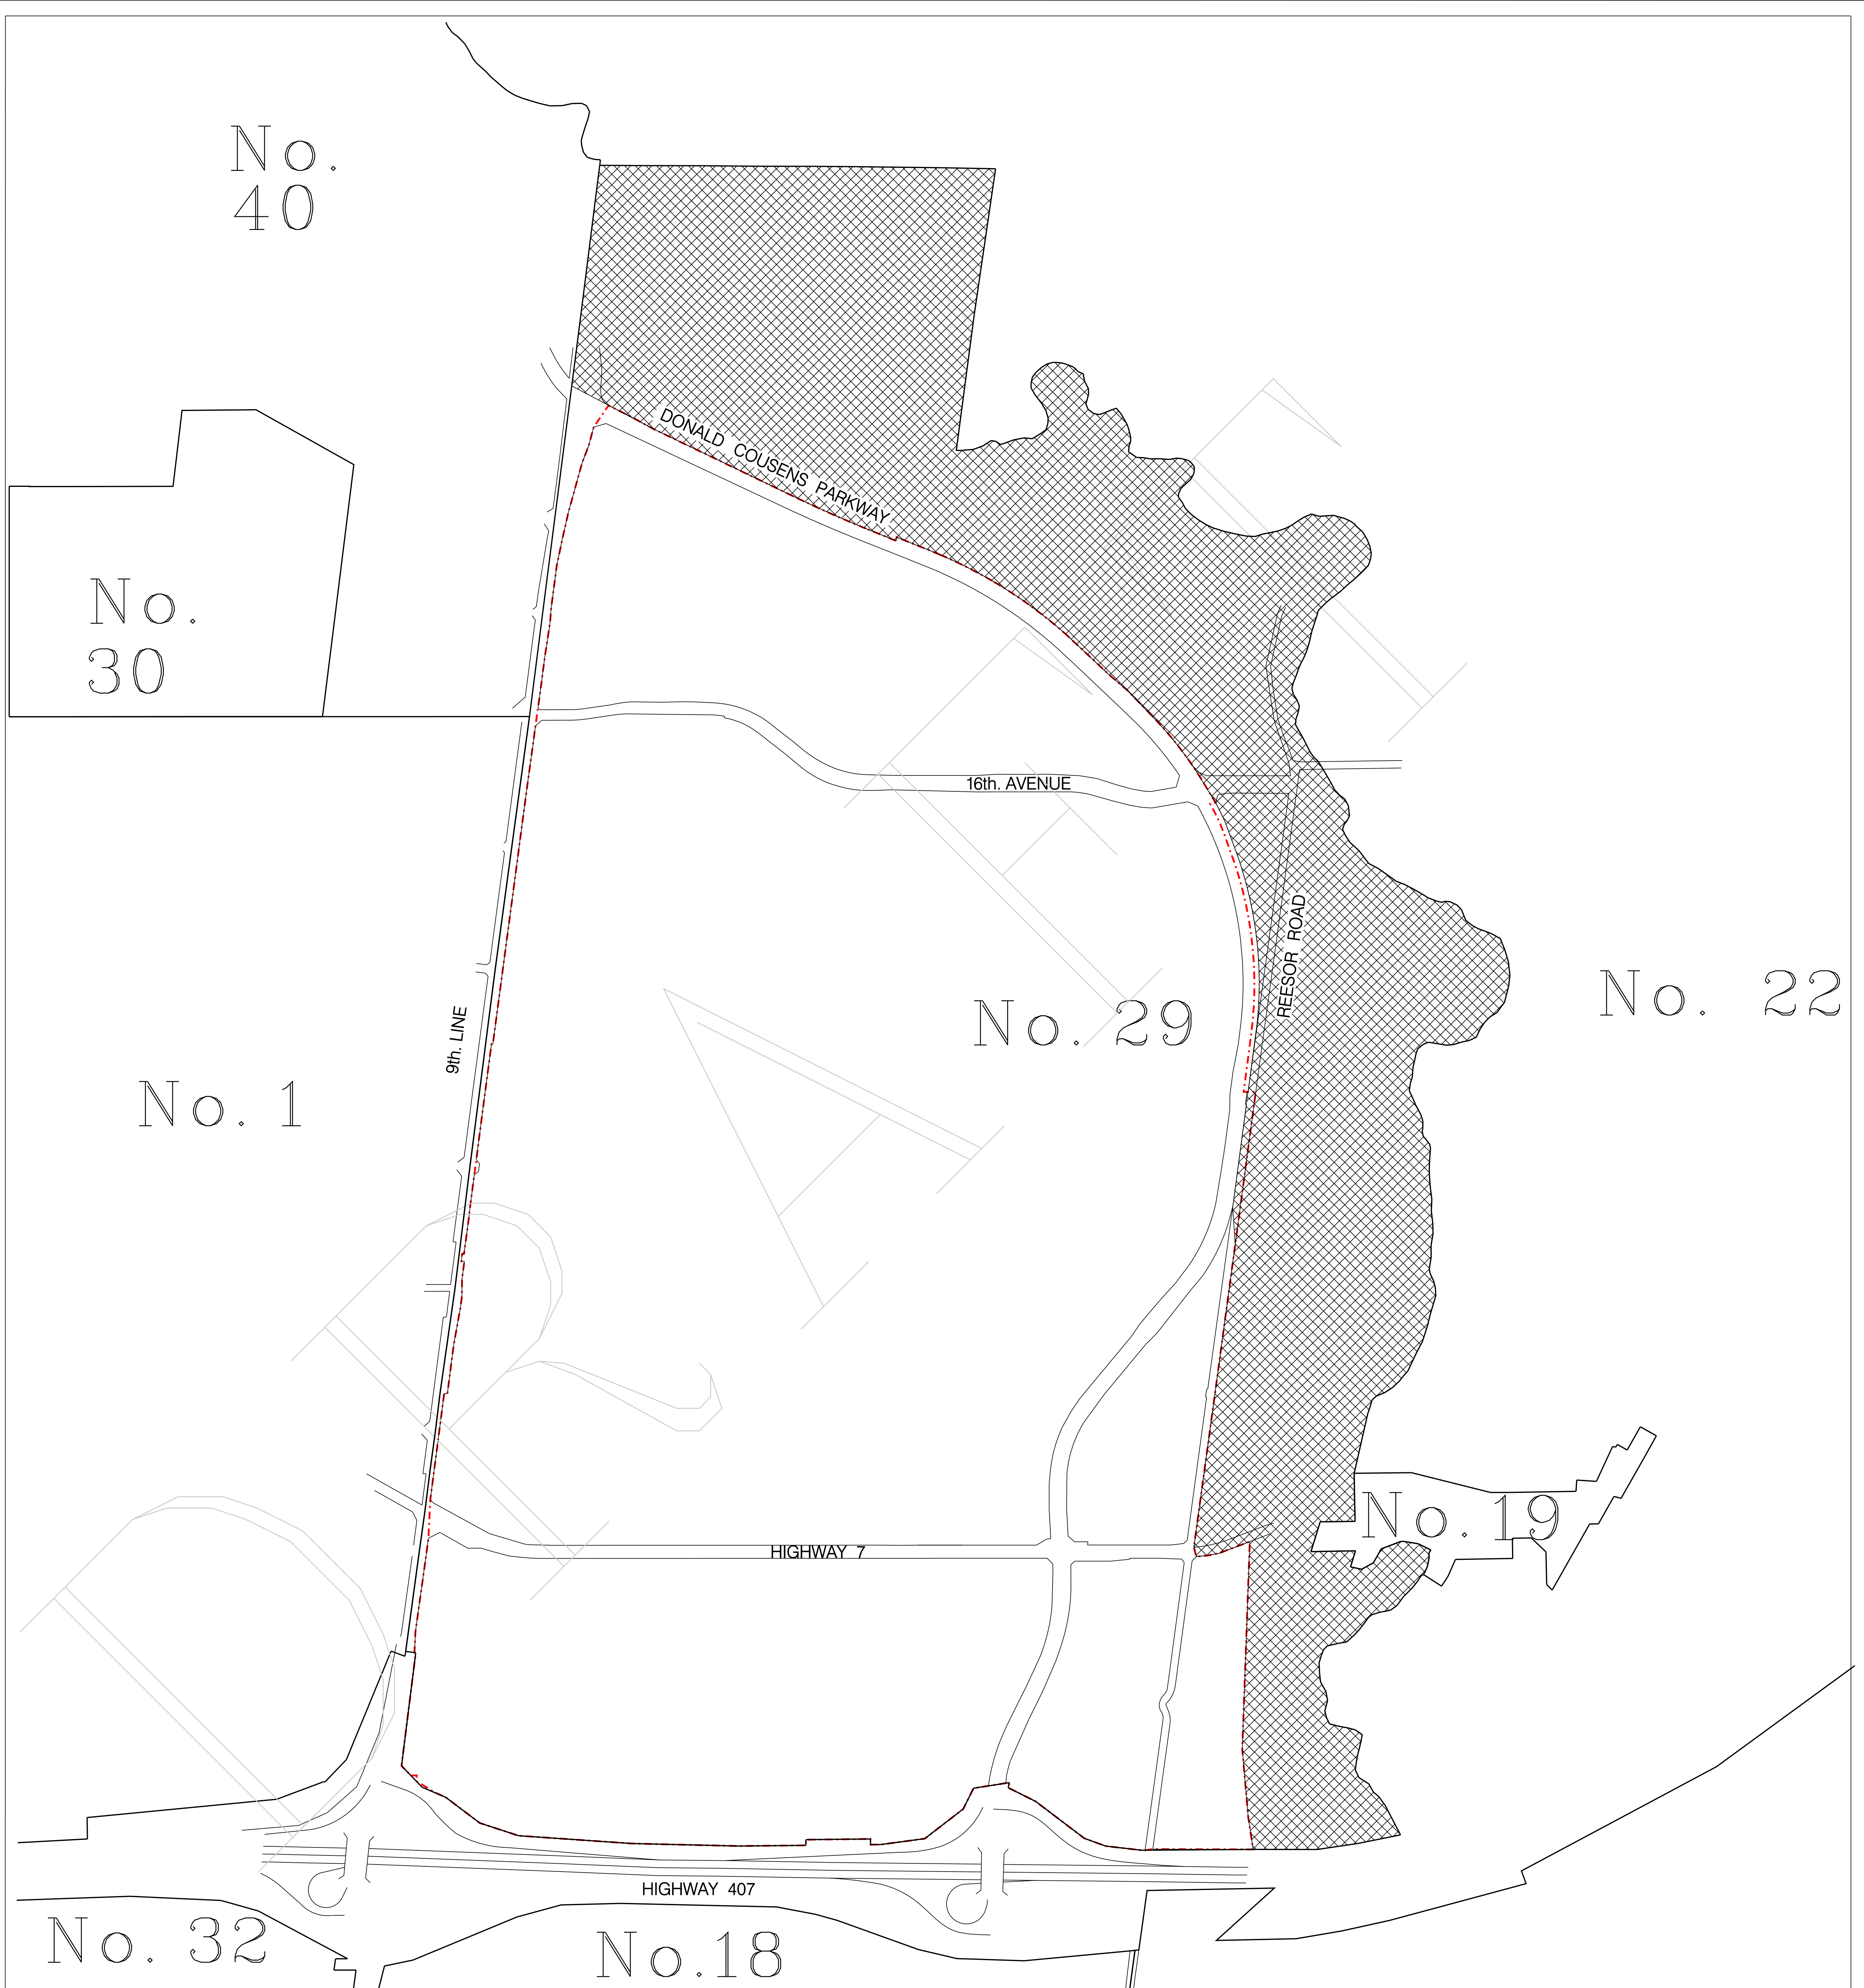 No.
40
DONALD COUSENS PARKWAY
No.
30
16th. AVENUE
REESOR ROAD
No. 29
No. 22
9th. LINE
No. 1
DRAFT
No. 19
HIGHWAY 7
HIGHWAY 407
No. 32
No.18